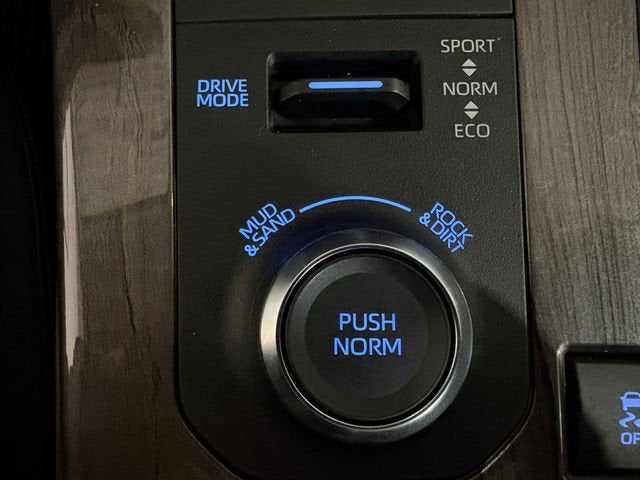 SPORT
DRIVE
MODE
NORM
ECO
MUD
&SAND
ROCK
&DIRT
PUSH
NORM